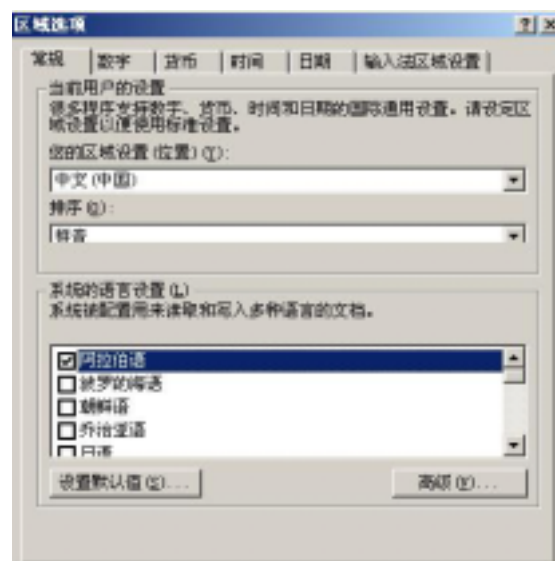 区域选项
常规 数字 货币 时间 日期 输入法区域设置
当前用户的设置
很多程序支持数字、货币、时间和日期的国际通用设置。请设定区
域设置以便使用标准设置。
您的区域设置(位置)(Y):
中文(中国)
排序(Q):
拼音
系统的语言设置(L)
系统被配置用来读取和写入多种语言的文档。
阿拉伯语
波罗的海语
朝鲜语
乔治亚语
日语
设置默认值(S)... 高级(V)...